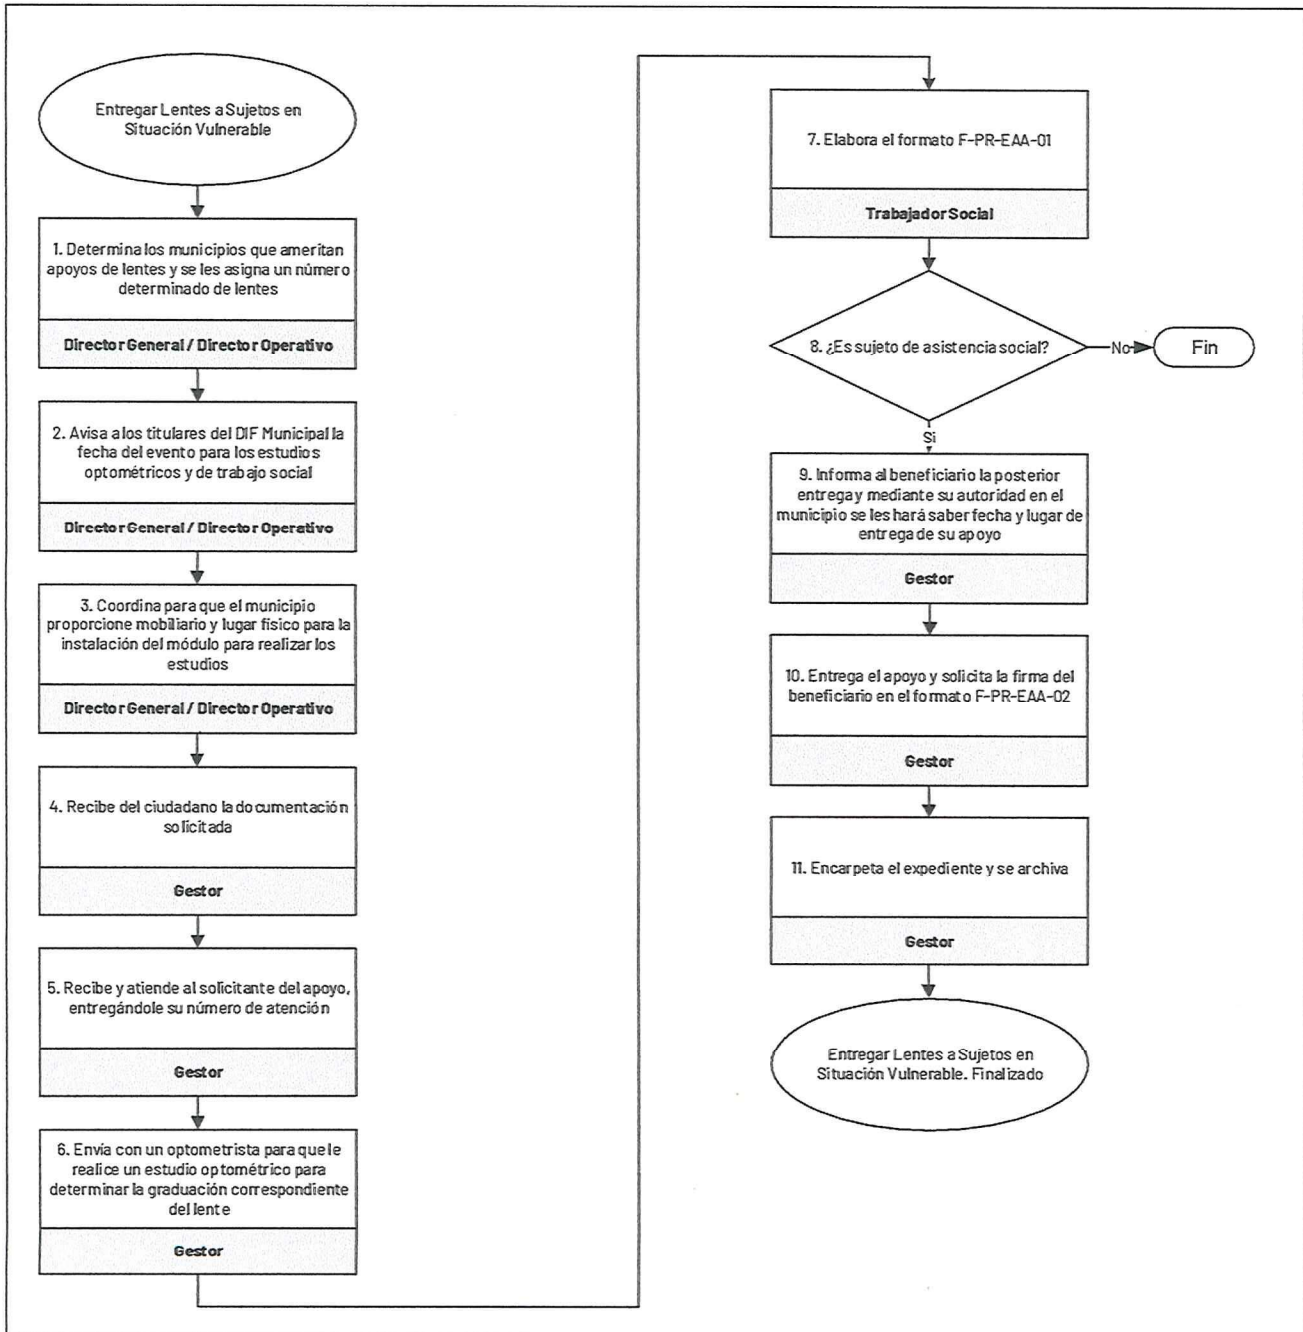 Entregar Lentes a Sujetos en
Situación Vulnerable
1. Determina los municipios que ameritan
apoyos de lentes y se les asigna un número
determinado de lentes
Director General / Director Operativo
2. Avisa a los titulares del DIF Municipal la
fecha del evento para los estudios
optométricos y de trabajo social
Director General / Director Operativo
3. Coordina para que el municipio
proporcione mobiliario y lugar físico para la
instalación del módulo para realizar los
estudios
Director General / Director Operativo
4. Recibe del ciudadano la documentación
solicitada
Gestor
5. Recibe y atiende al solicitante del apoyo,
entregándole su número de atención
Gestor
6. Envía con un optometrista para que le
realice un estudio optométrico para
determinar la graduación correspondiente
del lente
Gestor
7. Elabora el formato F-PR-EAA-01
Trabajador Social
8. ¿Es sujeto de asistencia social?
No
Fin
Si
9. Informa al beneficiario la posterior
entrega y mediante su autoridad en el
municipio se les hará saber fecha y lugar de
entrega de su apoyo
Gestor
10. Entrega el apoyo y solicita la firma del
beneficiario en el formato F-PR-EAA-02
Gestor
11. Encarpeta el expediente y se archiva
Gestor
Entregar Lentes a Sujetos en
Situación Vulnerable. Finalizado